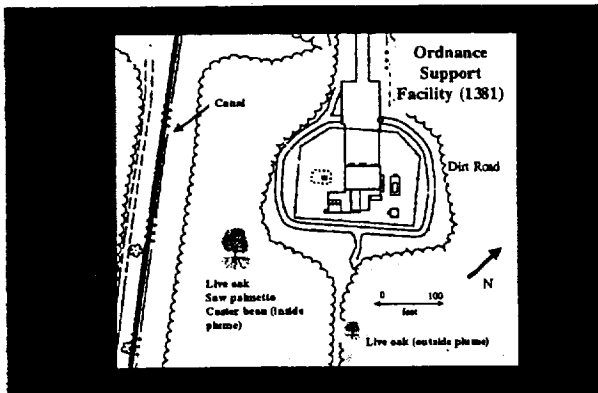 Ordnance
Support
Facility (1381)
Canal
Dirt Road
Live oak
Saw palmetto
Caster bean (inside
plume)
0 100
feet
N
Live oak (outside plume)